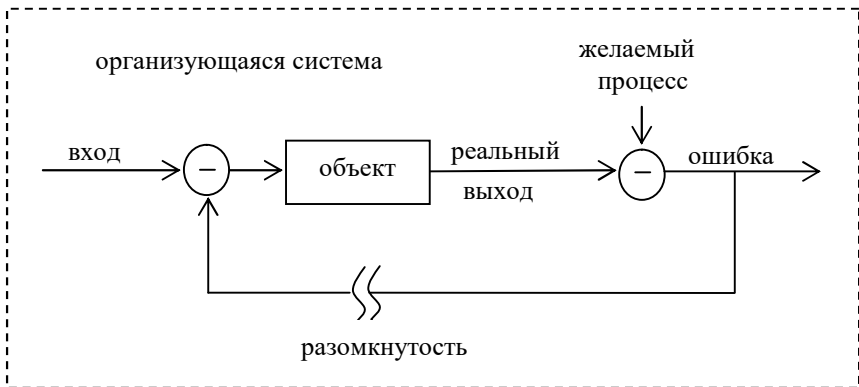 желаемый
процесс
организующаяся система
вход
−
объект
реальный
выход
−
ошибка
разомкнутость